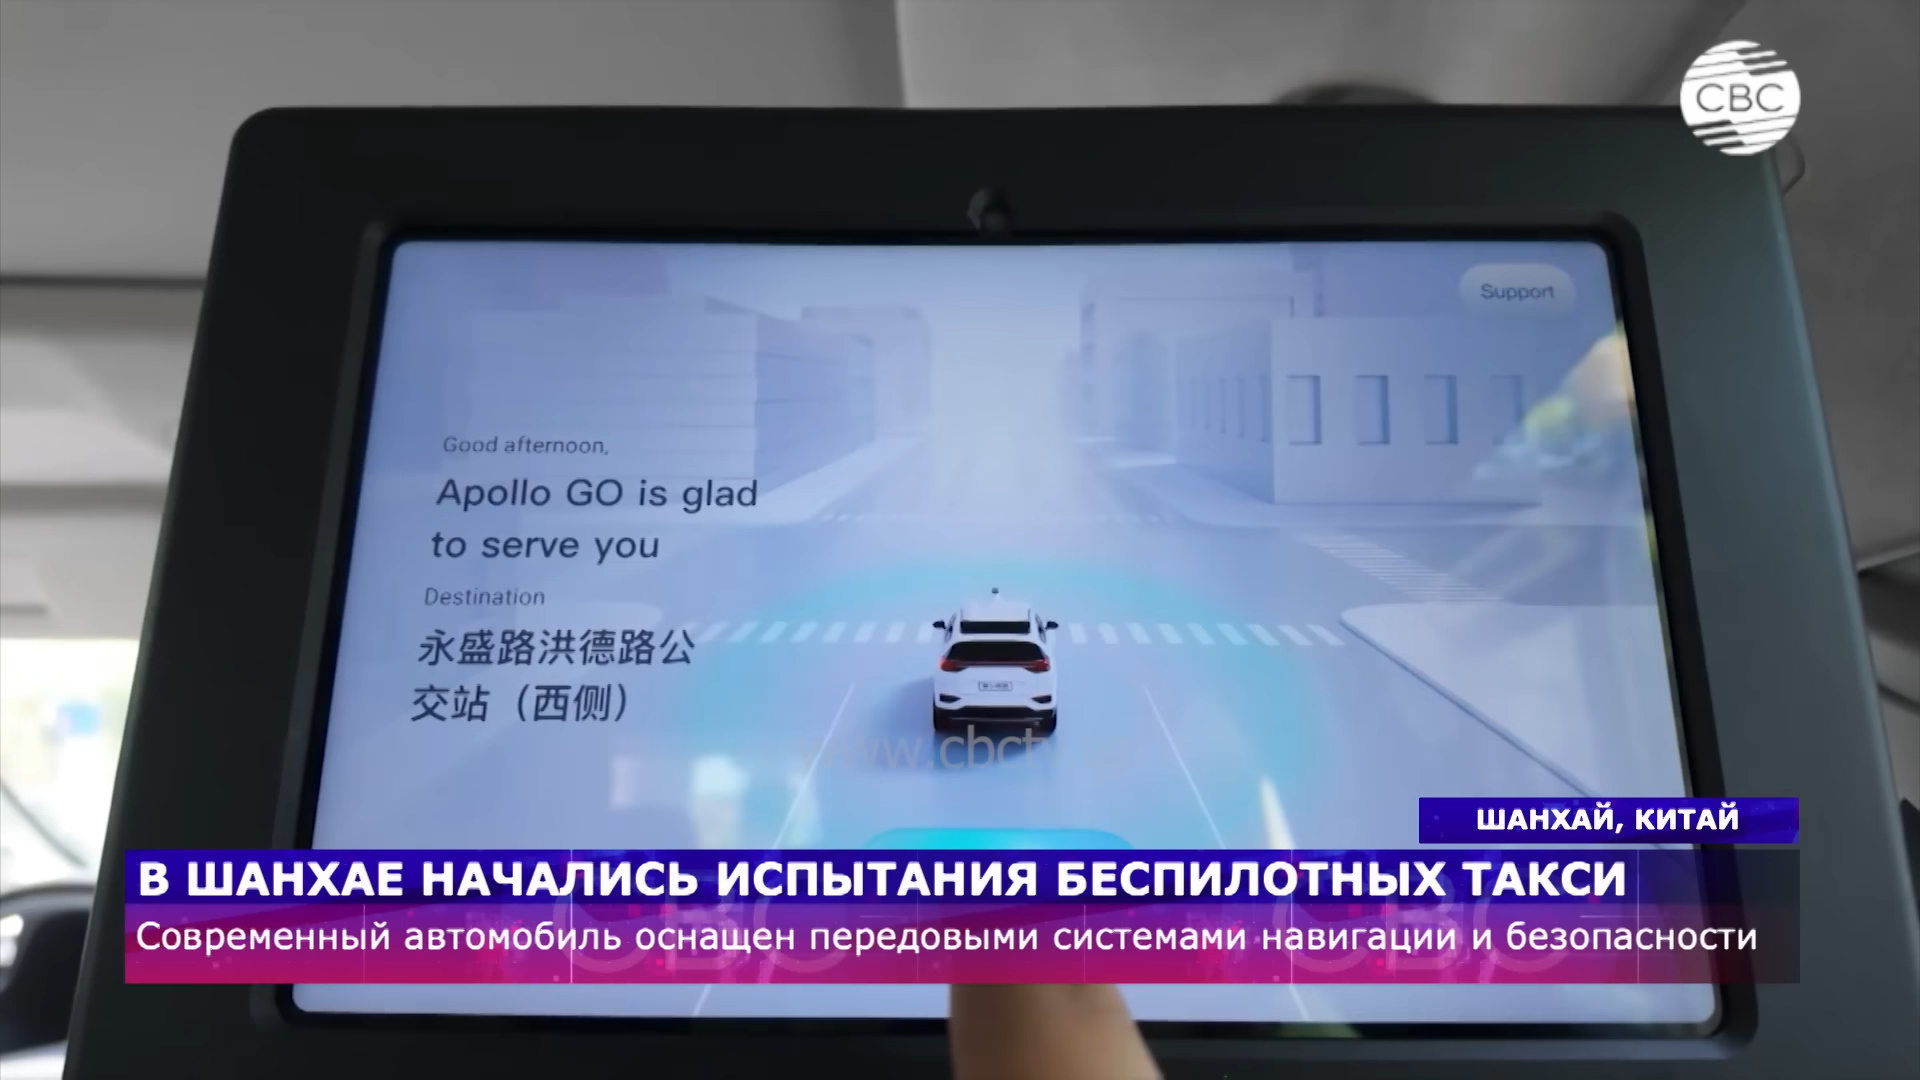 CBC
Support
Good afternoon,
Apollo GO is glad
to serve you
Destination
永盛路洪德路公
交站（西侧）
www.cbctv
ШАНХАЙ, КИТАЙ
В ШАНХАЕ НАЧАЛИСЬ ИСПЫТАНИЯ БЕСПИЛОТНЫХ ТАКСИ
Современный автомобиль оснащен передовыми системами навигации и безопасности